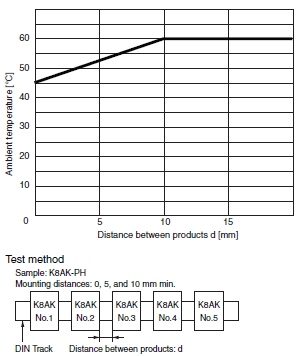 60
50
40
30
20
10
0
5
10
15
Ambient temperature [°C]
Distance between products d [mm]
Test method
Sample: K8AK-PH
Mounting distances: 0, 5, and 10 mm min.
K8AK K8AK K8AK K8AK K8AK
No.1 No.2 No.3 No.4 No.5
DIN Track Distance between products: d